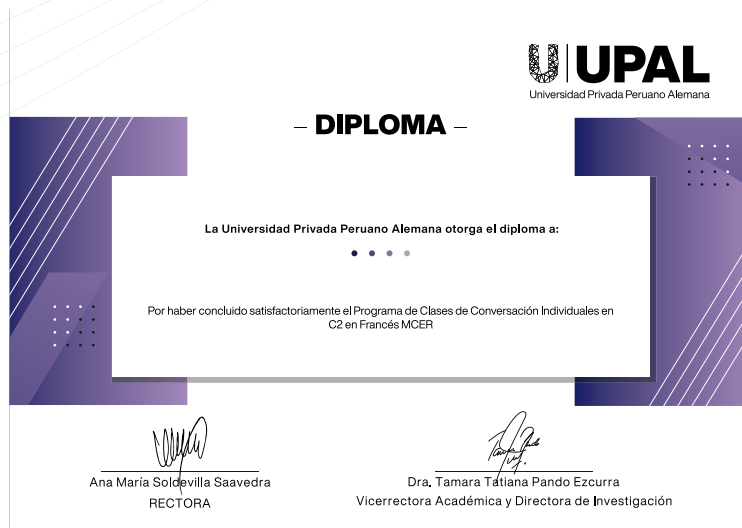 UPAL
Universidad Privada Peruano Alemana
– DIPLOMA –
La Universidad Privada Peruano Alemana otorga el diploma a:
Por haber concluido satisfactoriamente el Programa de Clases de Conversación Individuales en
C2 en Francés MCER
Ana María Soldevilla Saavedra
RECTORA
Dra. Tamara Tatiana Pando Ezcurra
Vicerrectora Académica y Directora de Investigación